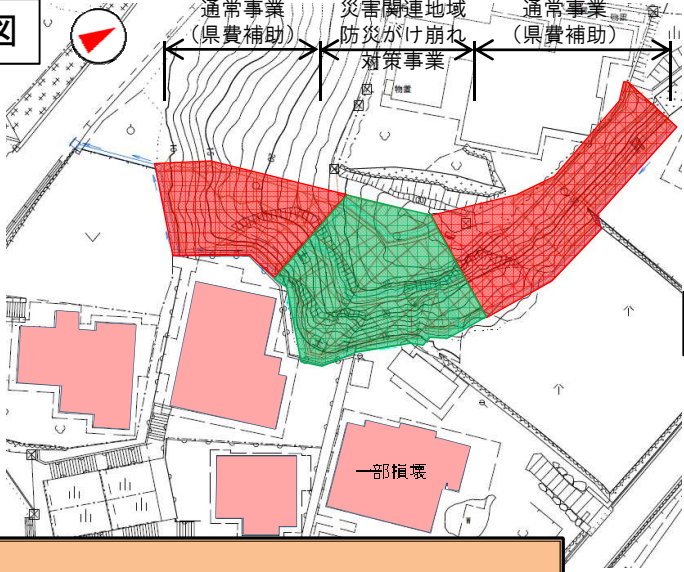 図
通常事業
(県費補助)
災害関連地域
防災がけ崩れ
対策事業
通常事業
(県費補助)
物置
物置
一部損壊
W